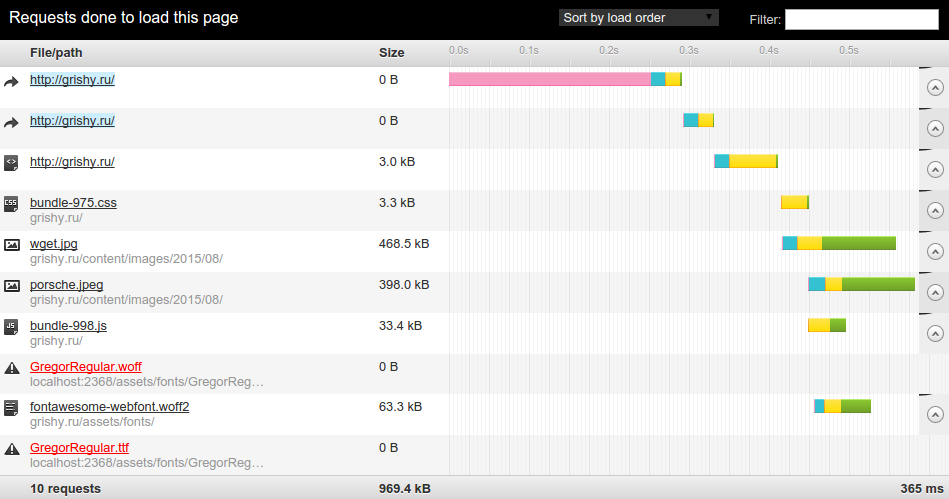 Requests done to load this page
Sort by load order
Filter:
File/path Size 0.0s 0.1s 0.2s 0.3s 0.4s 0.5s
http://grishy.ru/ 0 B
http://grishy.ru/ 0 B
<> http://grishy.ru/ 3.0 kB
CSS bundle-975.css 3.3 kB
grishy.ru/
wget.jpg 468.5 kB
grishy.ru/content/images/2015/08/
porsche.jpeg 398.0 kB
grishy.ru/content/images/2015/08/
JS bundle-998.js 33.4 kB
grishy.ru/
GregorRegular.woff 0 B
localhost:2368/assets/fonts/GregorReg…
fontawesome-webfont.woff2 63.3 kB
grishy.ru/assets/fonts/
GregorRegular.ttf 0 B
localhost:2368/assets/fonts/GregorReg…
10 requests 969.4 kB 365 ms